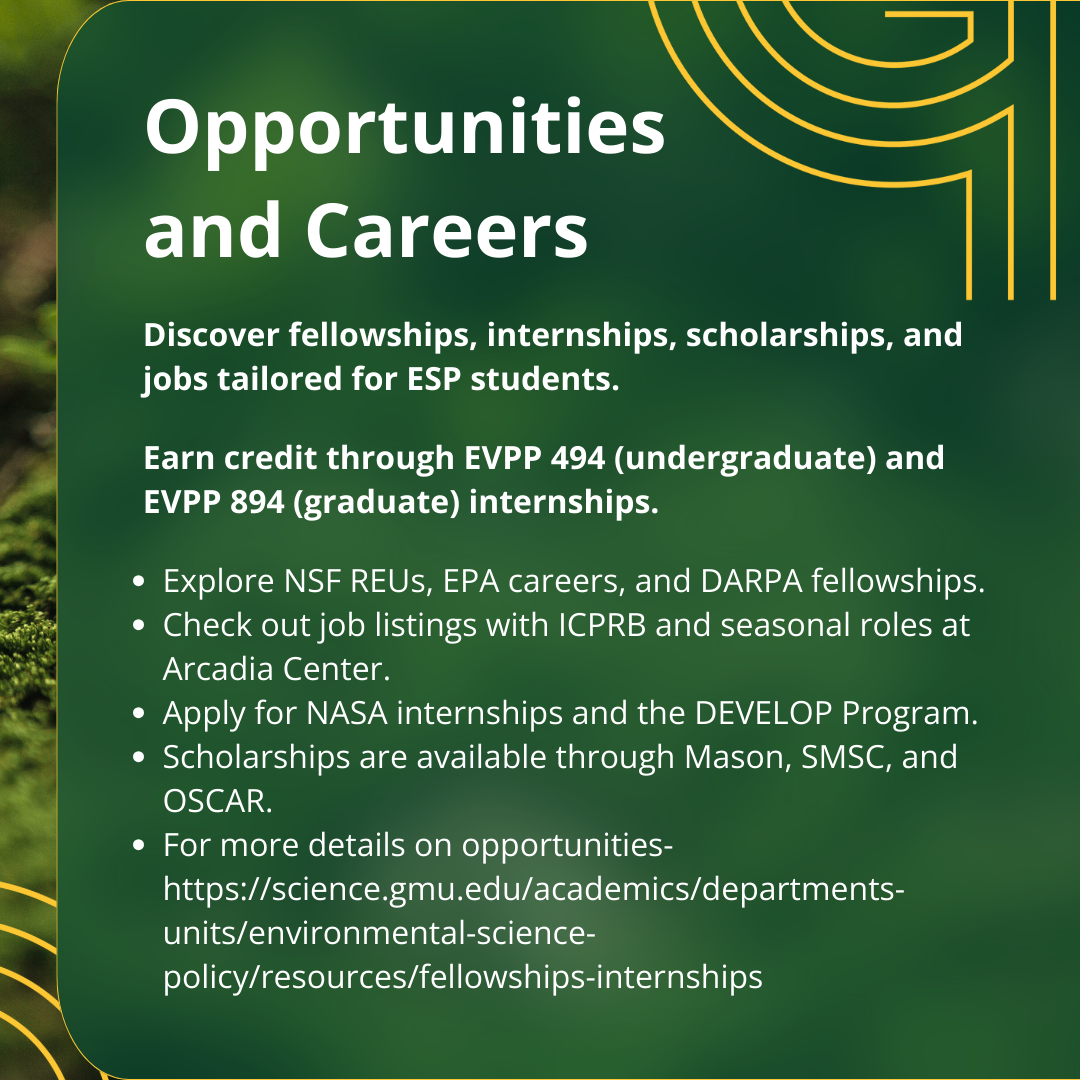 Opportunities
and Careers
Discover fellowships, internships, scholarships, and
jobs tailored for ESP students.
Earn credit through EVPP 494 (undergraduate) and
EVPP 894 (graduate) internships.
• Explore NSF REUs, EPA careers, and DARPA fellowships.
• Check out job listings with ICPRB and seasonal roles at
Arcadia Center.
• Apply for NASA internships and the DEVELOP Program.
• Scholarships are available through Mason, SMSC, and
OSCAR.
• For more details on opportunities-
https://science.gmu.edu/academics/departments-
units/environmental-science-
policy/resources/fellowships-internships